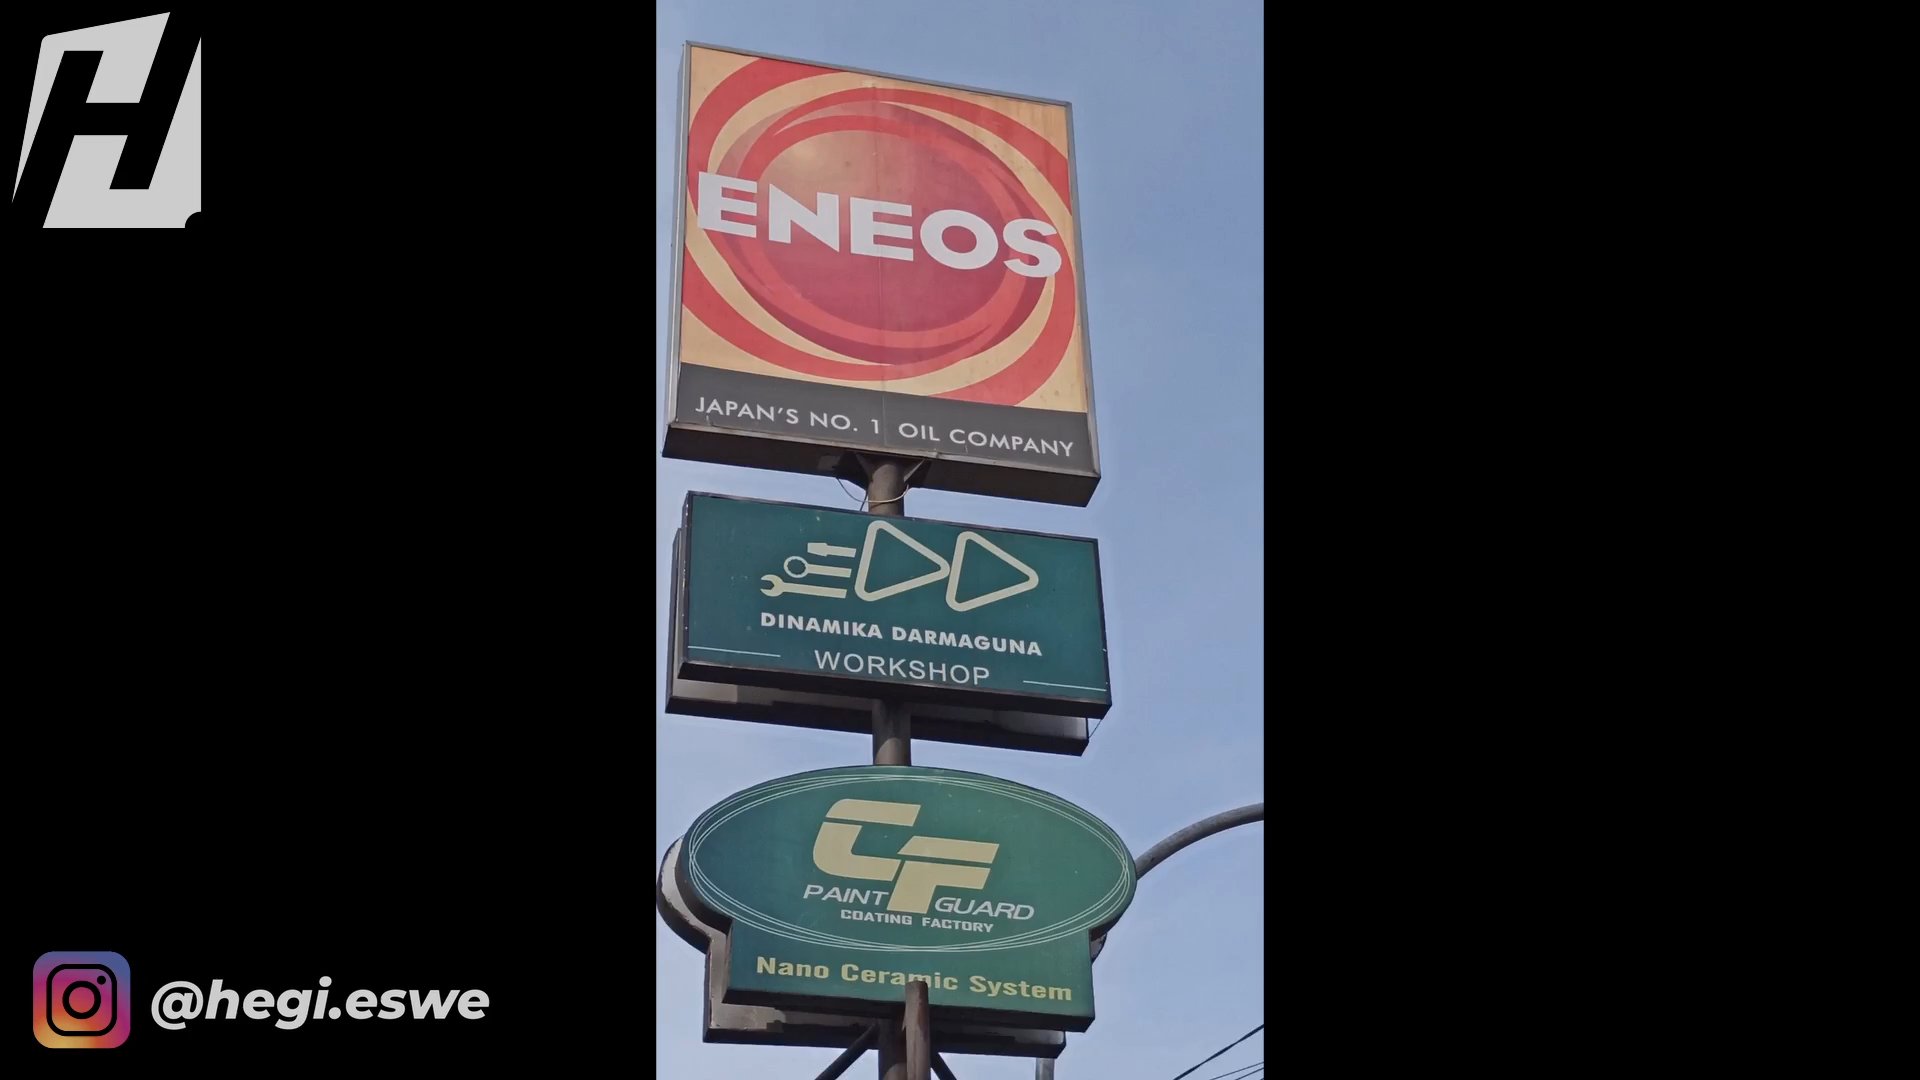 H
ENEOS
JAPAN'S NO. 1 OIL COMPANY
DD
DINAMIKA DARMAGUNA
WORKSHOP
CF
PAINT GUARD
COATING FACTORY
Nano Ceramic System
@hegi.eswe